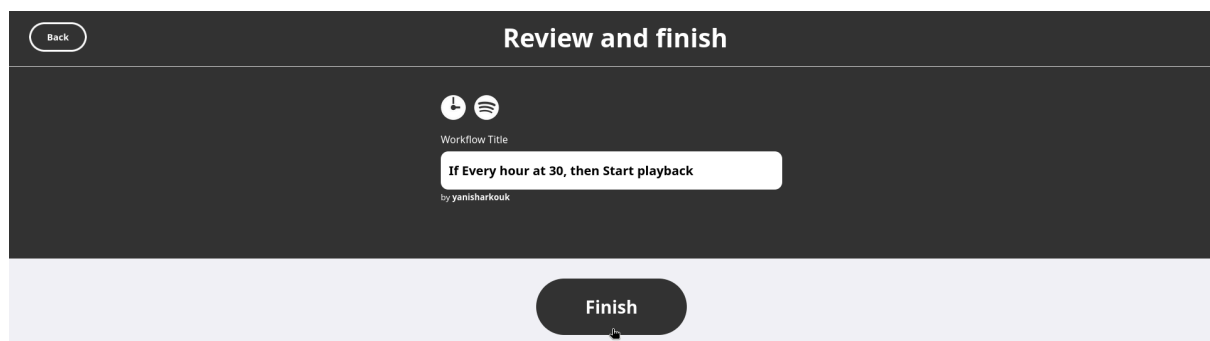 Back
Review and finish
Workflow Title
If Every hour at 30, then Start playback
by yanisharkouk
Finish